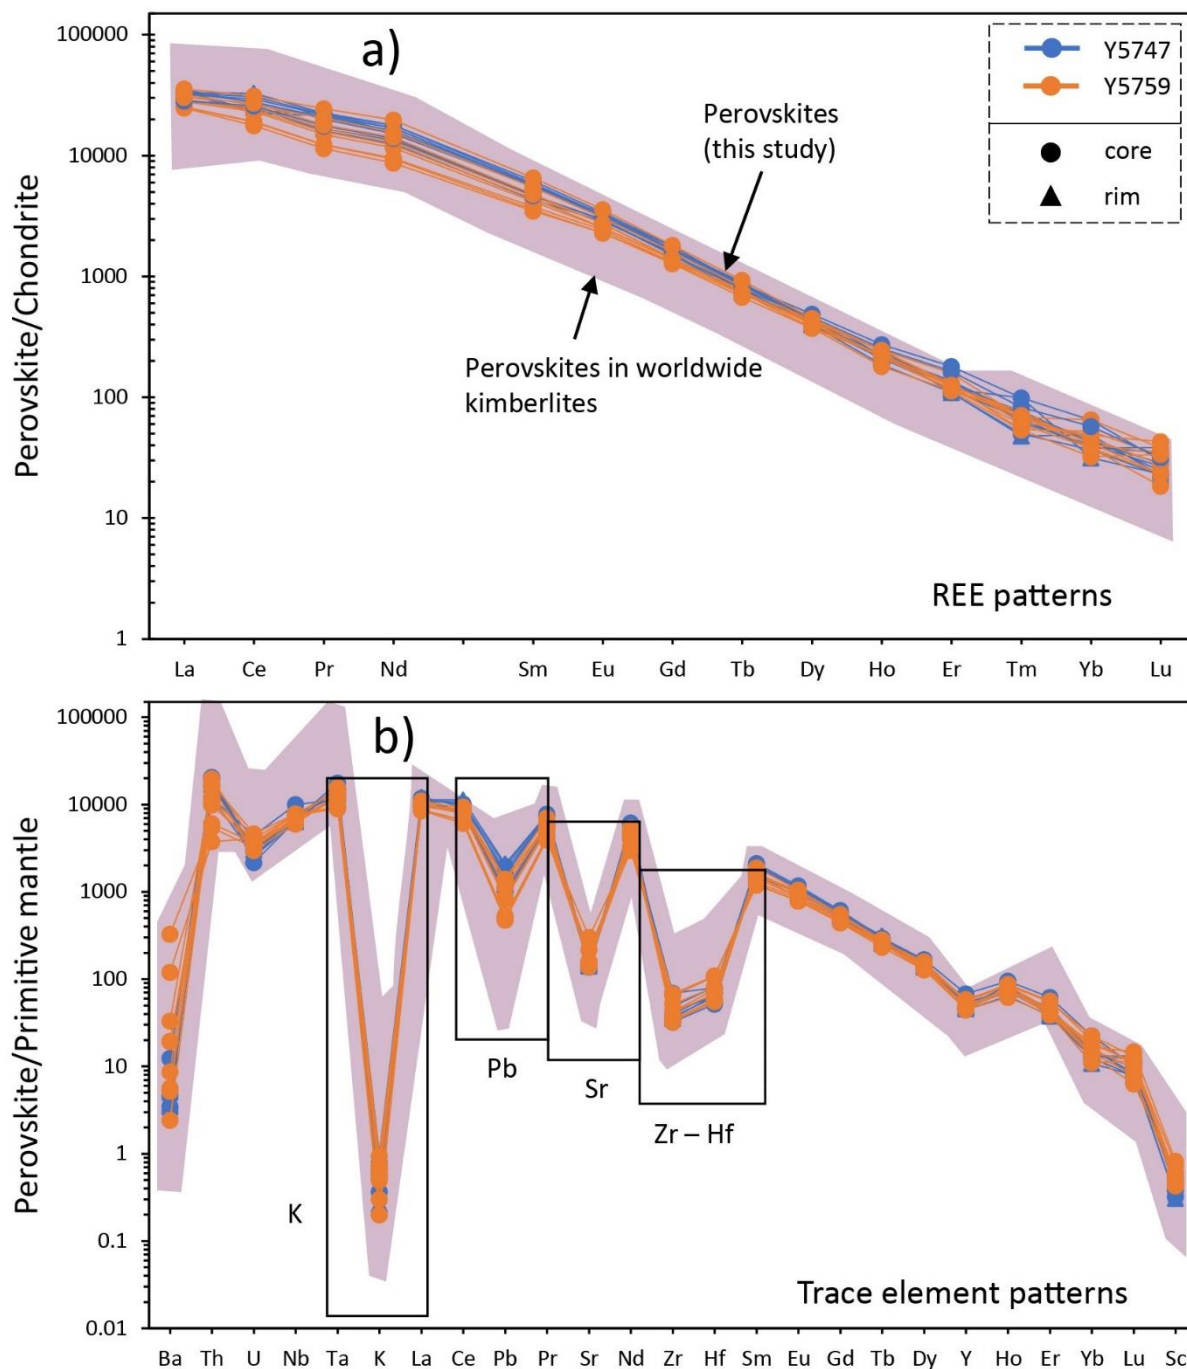 a)
Y5747
Y5759
core
rim
Perovskites
(this study)
Perovskites in worldwide
kimberlites
REE patterns
Perovskite/Chondrite
100000
10000
1000
100
10
1
La Ce Pr Nd Sm Eu Gd Tb Dy Ho Er Tm Yb Lu
b)
Perovskite/Primitive mantle
100000
10000
1000
100
10
1
0.1
0.01
K
Pb
Sr
Zr – Hf
Trace element patterns
Ba Th U Nb Ta K La Ce Pb Pr Sr Nd Zr Hf Sm Eu Gd Tb Dy Y Ho Er Yb Lu Sc